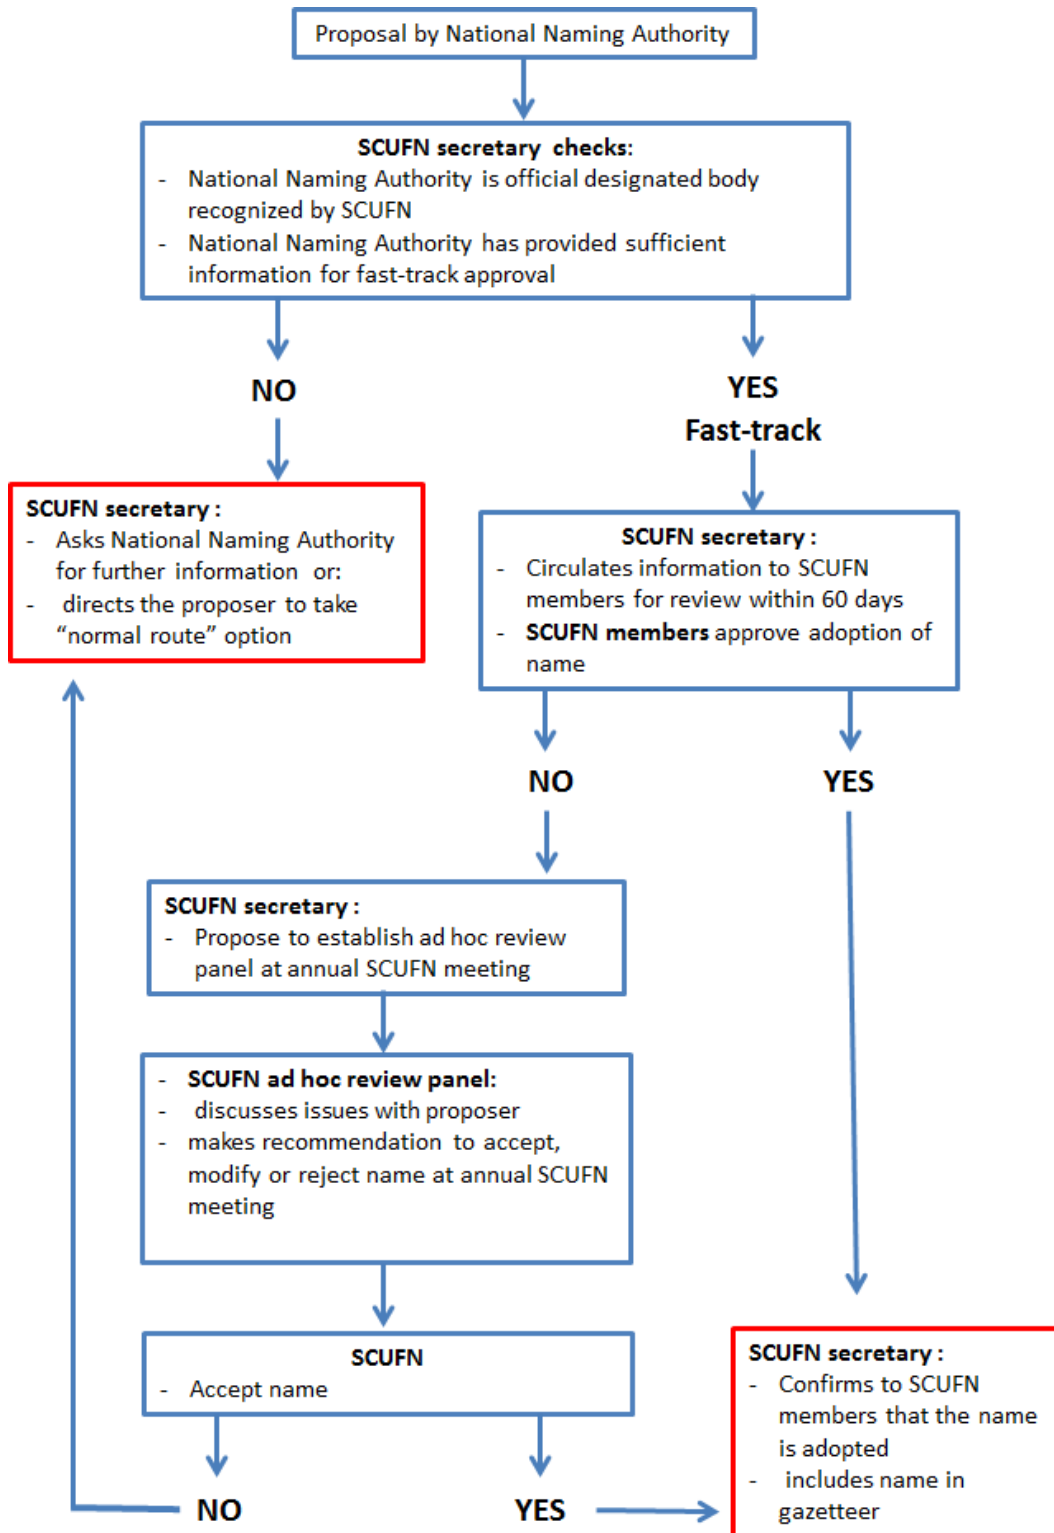 Proposal by National Naming Authority
SCUFN secretary checks:
- National Naming Authority is official designated body
recognized by SCUFN
- National Naming Authority has provided sufficient
information for fast-track approval
NO
YES
Fast-track
SCUFN secretary :
- Asks National Naming Authority
for further information or:
- directs the proposer to take
“normal route” option
SCUFN secretary :
- Circulates information to SCUFN
members for review within 60 days
- SCUFN members approve adoption of
name
NO
YES
SCUFN secretary :
- Propose to establish ad hoc review
panel at annual SCUFN meeting
- SCUFN ad hoc review panel:
- discusses issues with proposer
- makes recommendation to accept,
modify or reject name at annual SCUFN
meeting
SCUFN
- Accept name
NO
YES
SCUFN secretary :
- Confirms to SCUFN
members that the name
is adopted
- includes name in
gazetteer